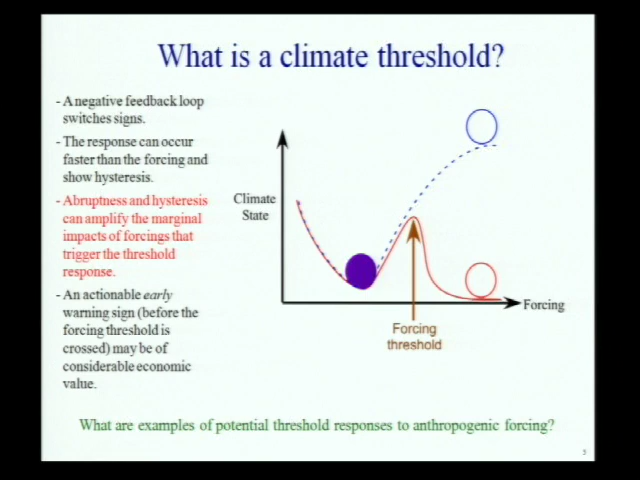 What is a climate threshold?
- A negative feedback loop
switches signs.
- The response can occur
faster than the forcing and
show hysteresis.
- Abruptness and hysteresis
can amplify the marginal
impacts of forcings that
trigger the threshold
response.
- An actionable early
warning sign (before the
forcing threshold is
crossed) may be of
considerable economic
value.
Climate
State
Forcing
Forcing
threshold
What are examples of potential threshold responses to anthropogenic forcing?